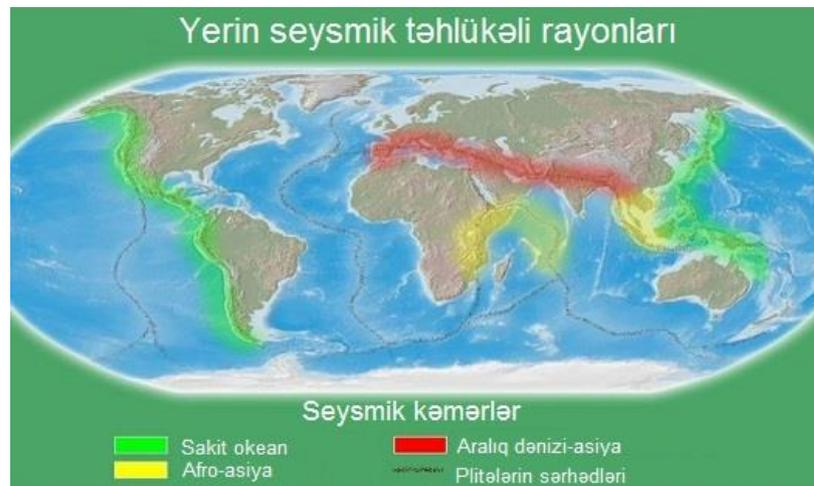 Yerin seysmik təhlükəli rayonları
Seysmik kəmərlər
Sakit okean
Afro-asiya
Aralıq dənizi-asiya
Plitələrin sərhədləri